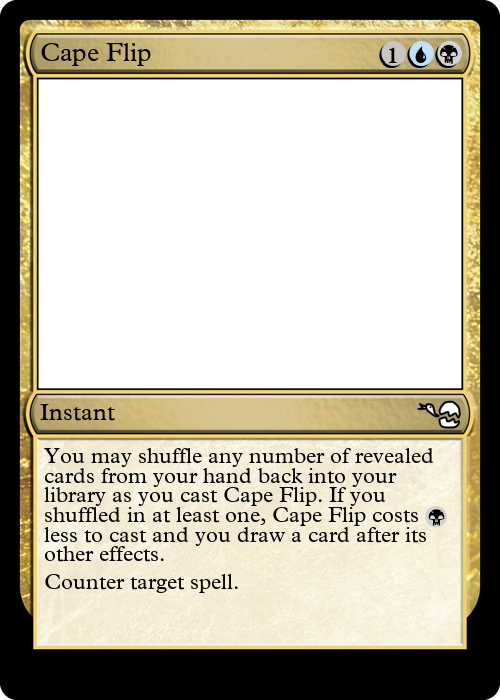 Cape Flip 1
Instant
You may shuffle any number of revealed
cards from your hand back into your
library as you cast Cape Flip. If you
shuffled in at least one, Cape Flip costs
less to cast and you draw a card after its
other effects.
Counter target spell.